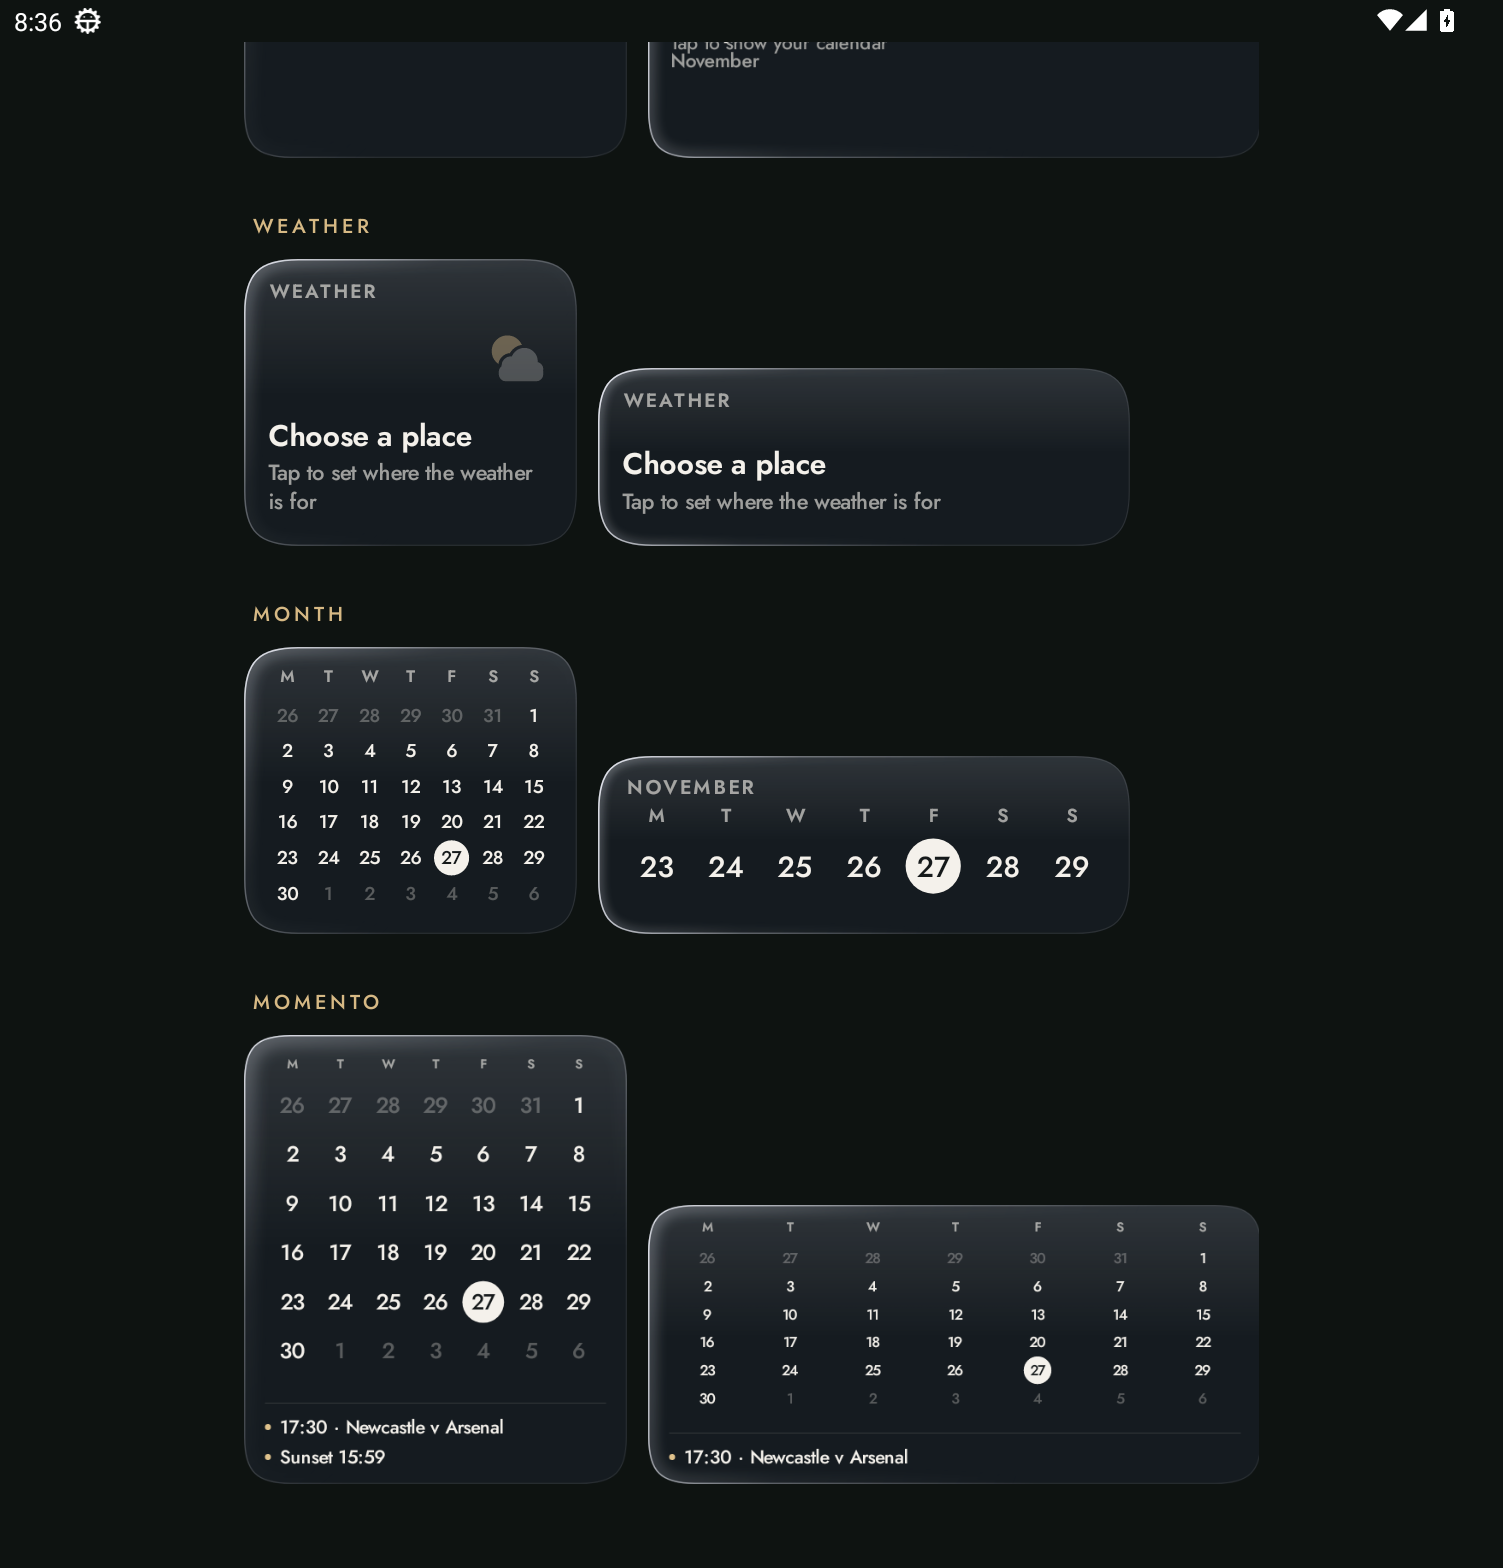 8:36
Tap to show your calendar
November
WEATHER
WEATHER
Choose a place
Tap to set where the weather
is for
WEATHER
Choose a place
Tap to set where the weather is for
MONTH
M T W T F S S
26 27 28 29 30 31 1
2 3 4 5 6 7 8
9 10 11 12 13 14 15
16 17 18 19 20 21 22
23 24 25 26 27 28 29
30 1 2 3 4 5 6
NOVEMBER
M T W T F S S
23 24 25 26 27 28 29
MOMENTO
M T W T F S S
26 27 28 29 30 31 1
2 3 4 5 6 7 8
9 10 11 12 13 14 15
16 17 18 19 20 21 22
23 24 25 26 27 28 29
30 1 2 3 4 5 6
• 17:30 · Newcastle v Arsenal
• Sunset 15:59
M T W T F S S
26 27 28 29 30 31 1
2 3 4 5 6 7 8
9 10 11 12 13 14 15
16 17 18 19 20 21 22
23 24 25 26 27 28 29
30 1 2 3 4 5 6
• 17:30 · Newcastle v Arsenal